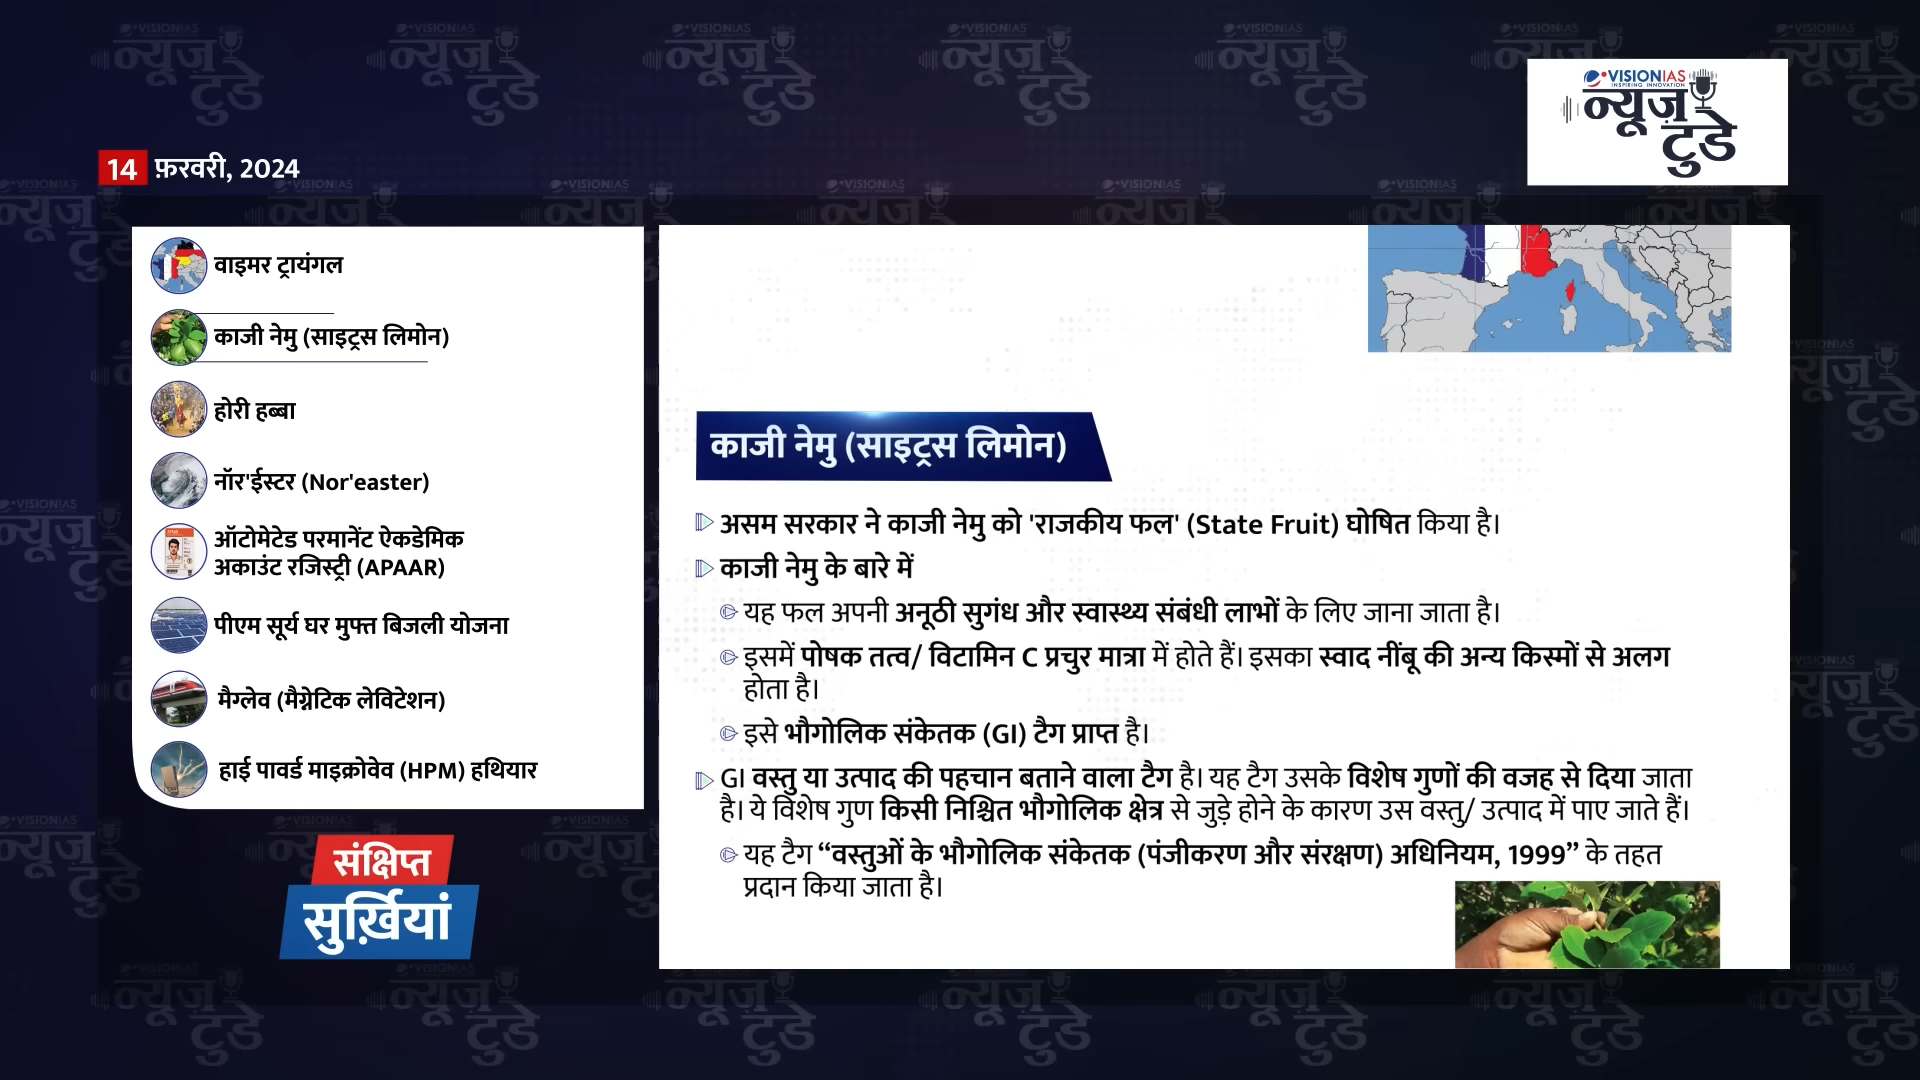 VISIONIAS
INSPIRING INNOVATION
न्यूज़
टुडे
14 फ़रवरी, 2024
वाइमर ट्रायंगल
काजी नेमु (साइट्रस लिमोन)
होरी हब्बा
नॉर'ईस्टर (Nor'easter)
ऑटोमेटेड परमानेंट ऐकडेमिक
अकाउंट रजिस्ट्री (APAAR)
पीएम सूर्य घर मुफ्त बिजली योजना
मैग्लेव (मैग्नेटिक लेविटेशन)
हाई पावर्ड माइक्रोवेव (HPM) हथियार
संक्षिप्त
सुर्ख़ियां
काजी नेमु (साइट्रस लिमोन)
असम सरकार ने काजी नेमु को 'राजकीय फल' (State Fruit) घोषित किया है।
काजी नेमु के बारे में
यह फल अपनी अनूठी सुगंध और स्वास्थ्य संबंधी लाभों के लिए जाना जाता है।
इसमें पोषक तत्व/ विटामिन C प्रचुर मात्रा में होते हैं। इसका स्वाद नींबू की अन्य किस्मों से अलग
होता है।
इसे भौगोलिक संकेतक (GI) टैग प्राप्त है।
GI वस्तु या उत्पाद की पहचान बताने वाला टैग है। यह टैग उसके विशेष गुणों की वजह से दिया जाता
है। ये विशेष गुण किसी निश्चित भौगोलिक क्षेत्र से जुड़े होने के कारण उस वस्तु/ उत्पाद में पाए जाते हैं।
यह टैग “वस्तुओं के भौगोलिक संकेतक (पंजीकरण और संरक्षण) अधिनियम, 1999” के तहत
प्रदान किया जाता है।